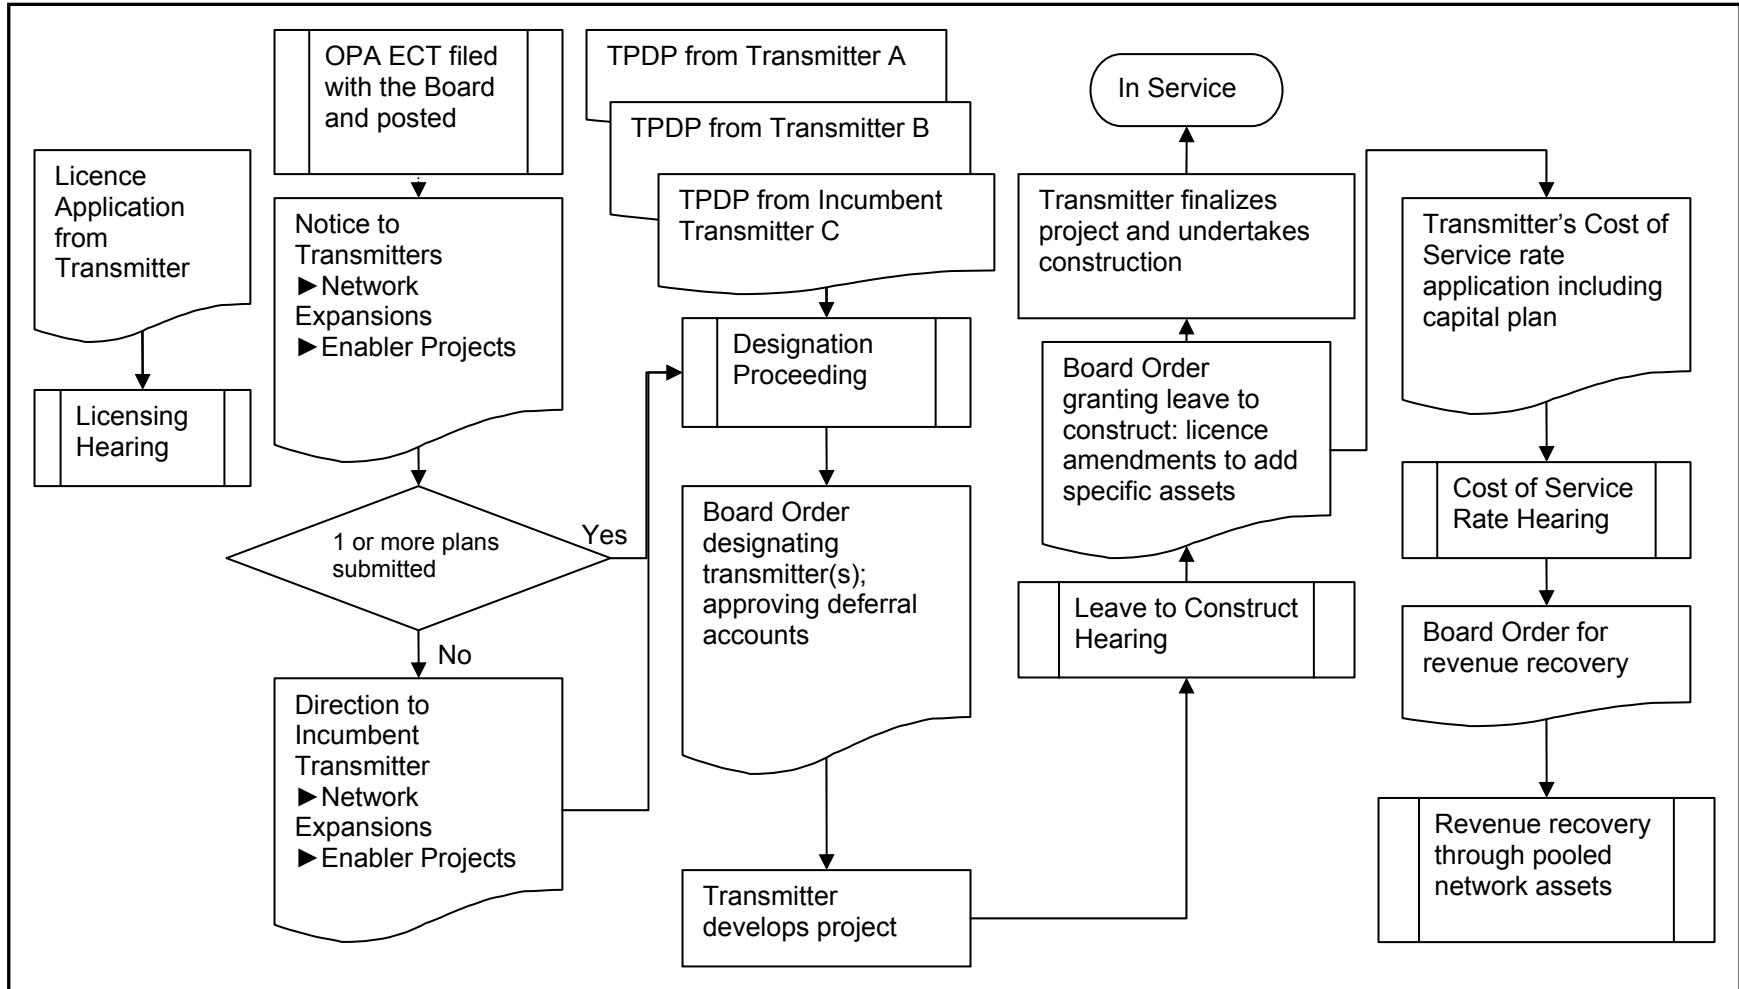 OPA ECT filed
with the Board
and posted
Licence
Application
from
Transmitter
Licensing
Hearing
Notice to
Transmitters
►Network
Expansions
►Enabler Projects
1 or more plans
submitted
Yes
No
Direction to
Incumbent
Transmitter
►Network
Expansions
►Enabler Projects
TPDP from Transmitter A
TPDP from Transmitter B
TPDP from Incumbent
Transmitter C
Designation
Proceeding
Board Order
designating
transmitter(s);
approving deferral
accounts
Transmitter
develops project
In Service
Transmitter finalizes
project and undertakes
construction
Board Order
granting leave to
construct: licence
amendments to add
specific assets
Leave to Construct
Hearing
Transmitter’s Cost of
Service rate
application including
capital plan
Cost of Service
Rate Hearing
Board Order for
revenue recovery
Revenue recovery
through pooled
network assets